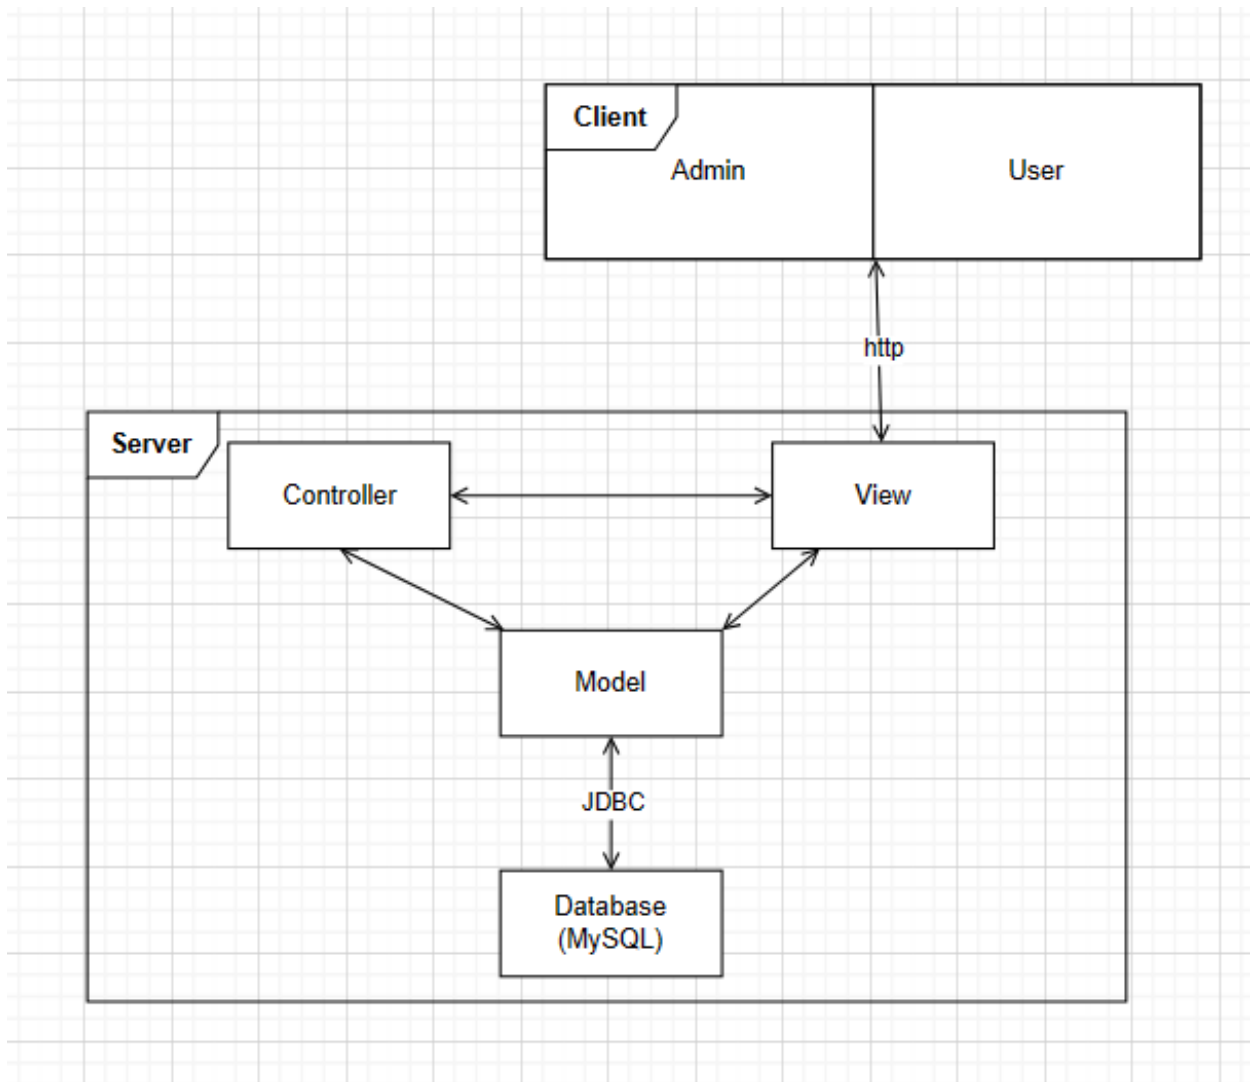 Client
Admin
User
http
Server
Controller
View
Model
JDBC
Database
(MySQL)